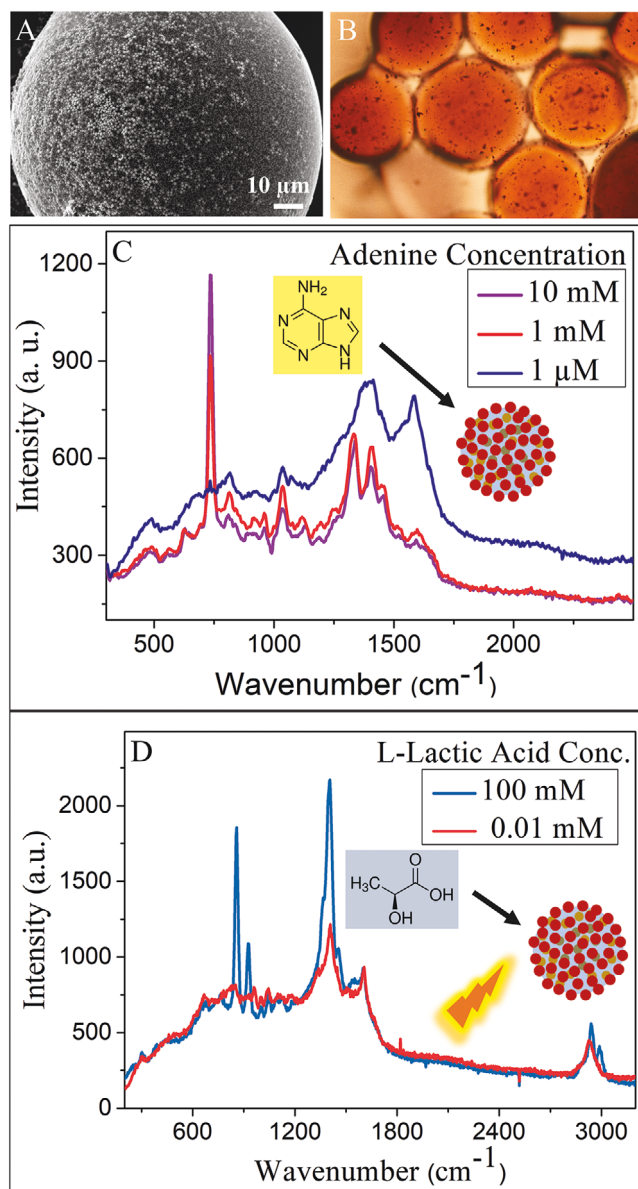 A
10 µm
B
C
Adenine Concentration
10 mM
1 mM
1 µM
NH₂
N
N
N
N
H
1200
900
600
300
Intensity (a. u.)
500
1000
1500
2000
Wavenumber (cm⁻¹)
D
L-Lactic Acid Conc.
100 mM
0.01 mM
O
H₃C
OH
OH
2000
1500
1000
500
0
Intensity (a.u.)
600
1200
1800
2400
3000
Wavenumber (cm⁻¹)